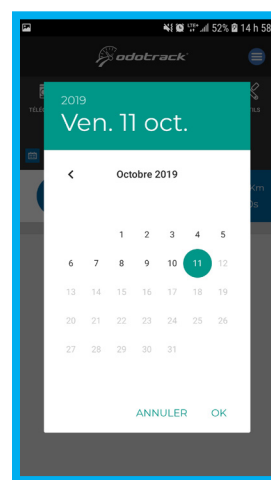 52% 14 h 58
odotrack
2019
Ven. 11 oct.
Octobre 2019
1 2 3 4 5
6 7 8 9 10 11 12
13 14 15 16 17 18 19
20 21 22 23 24 25 26
27 28 29 30 31
ANNULER OK